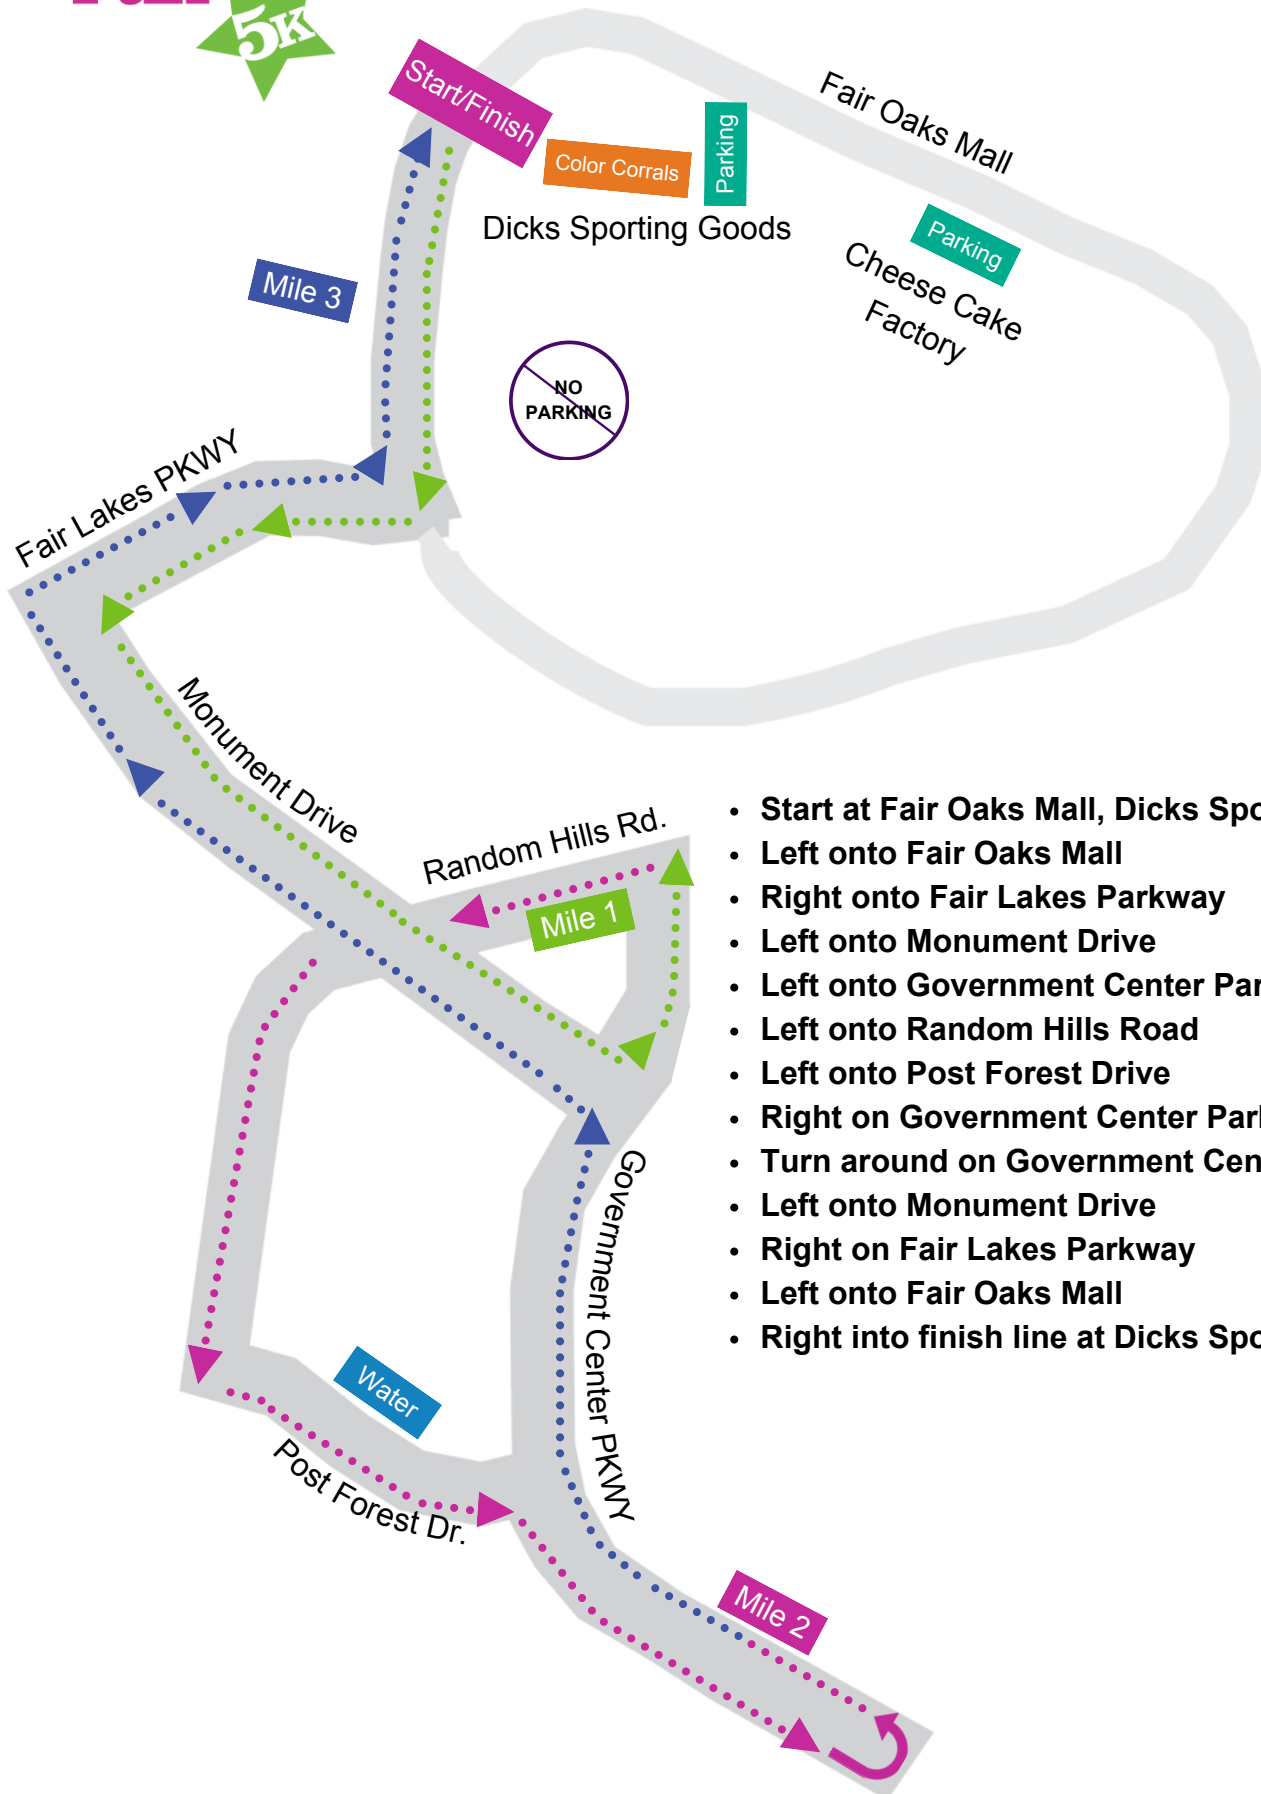 5K
Start/Finish
Color Corrals
Parking
Fair Oaks Mall
Dicks Sporting Goods
Parking
Cheese Cake
Factory
Mile 3
NO
PARKING
Fair Lakes PKWY
Monument Drive
Random Hills Rd.
Mile 1
• Start at Fair Oaks Mall, Dicks Spo
• Left onto Fair Oaks Mall
• Right onto Fair Lakes Parkway
• Left onto Monument Drive
• Left onto Government Center Par
• Left onto Random Hills Road
• Left onto Post Forest Drive
• Right on Government Center Par
• Turn around on Government Cen
• Left onto Monument Drive
• Right on Fair Lakes Parkway
• Left onto Fair Oaks Mall
• Right into finish line at Dicks Spo
Government Center PKWY
Water
Post Forest Dr.
Mile 2